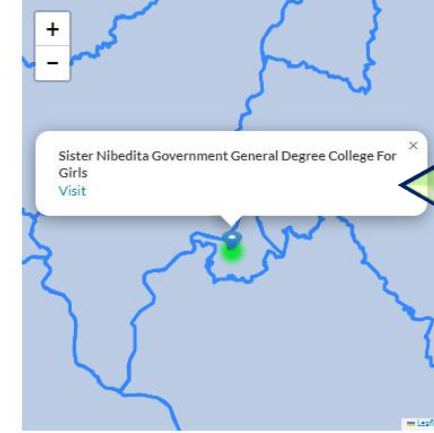 +
−
×
Sister Nibedita Government General Degree College For
Girls
Visit